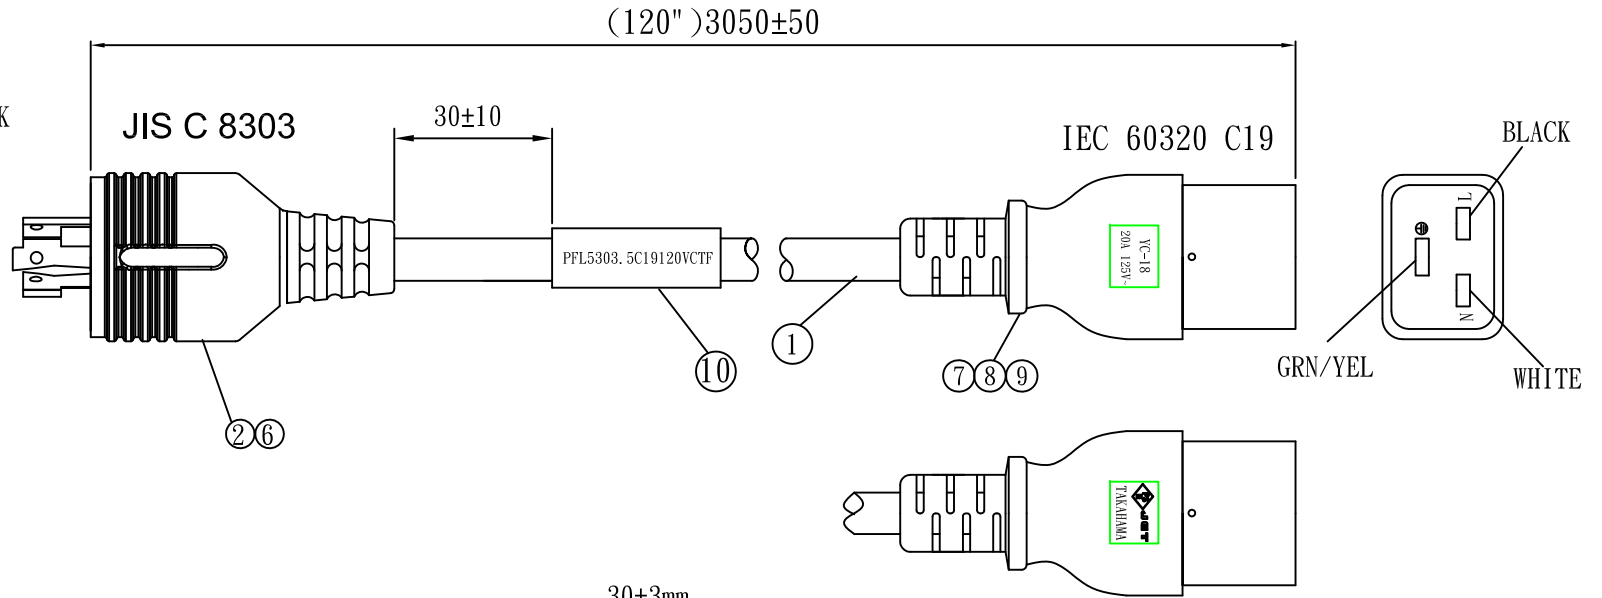 (120")3050±50
K
JIS C 8303
30±10
IEC 60320 C19
BLACK
L
YC-18
20A 125V~
PFL5303.5C19120VCTF
N
GRN/YEL
WHITE
1
10
7 8 9
2 6
JET
TAKAHAMA
30±3mm